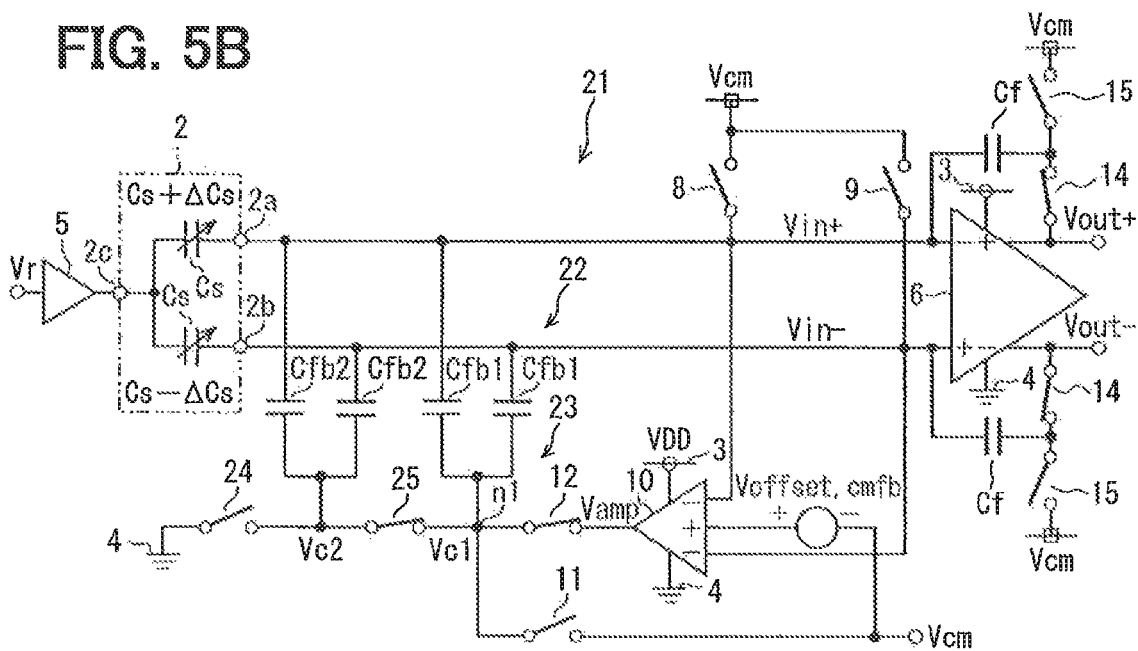 FIG. 5B
Vcm
Vcm
21
Cf
15
2
Cs+ΔCs
2a
8
9
3
14
Vout+
5
Vin+
Vr
2c
Cs
Cs
22
6
2b
Vin-
Vout-
Cs-ΔCs
Cfb2
Cfb2
Cfb1
Cfb1
4
14
23
VDD
3
Cf
24
25
n1
12
Vamp
10
Voffset, cmfb
15
4
Vc2
Vc1
4
Vcm
11
Vcm
+
-
+
-
+
-
+
-